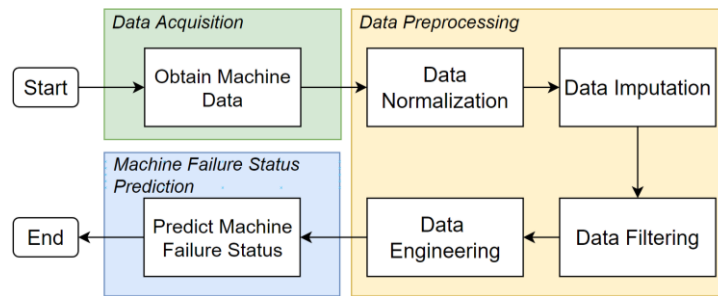 Data Acquisition
Data Preprocessing
Start
Obtain Machine
Data
Data
Normalization
Data Imputation
Machine Failure Status
Prediction
End
Predict Machine
Failure Status
Data
Engineering
Data Filtering